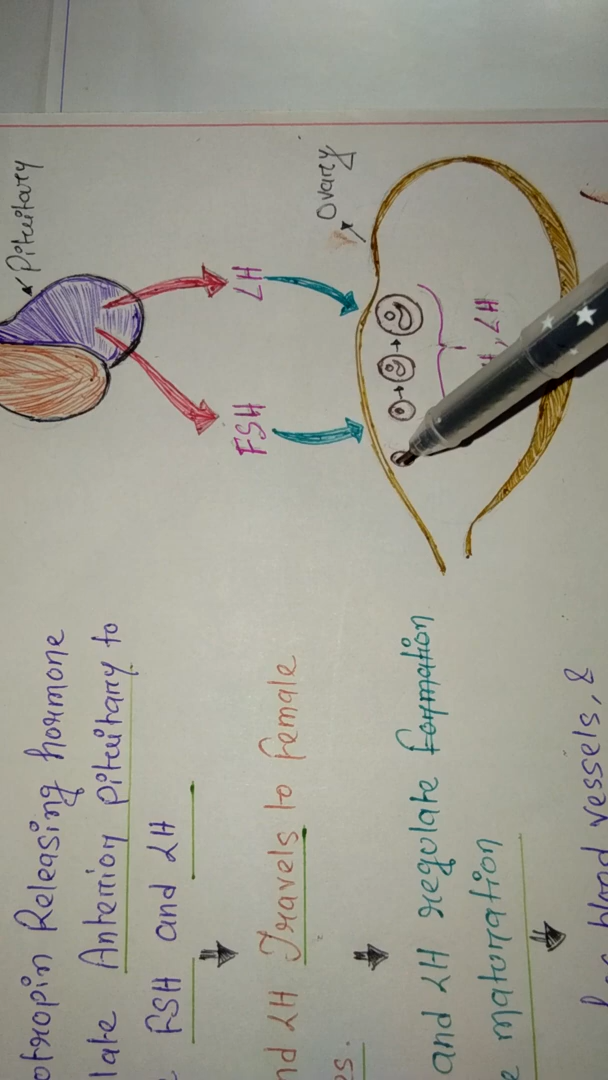 otropin Releasing hormone
late Anterior pituitary to
FSH and LH
nd LH Travels to female
es.
and LH regulate formation
e maturation
has blood vessels, &
Pituitary
LH
FSH
Ovary
H, LH